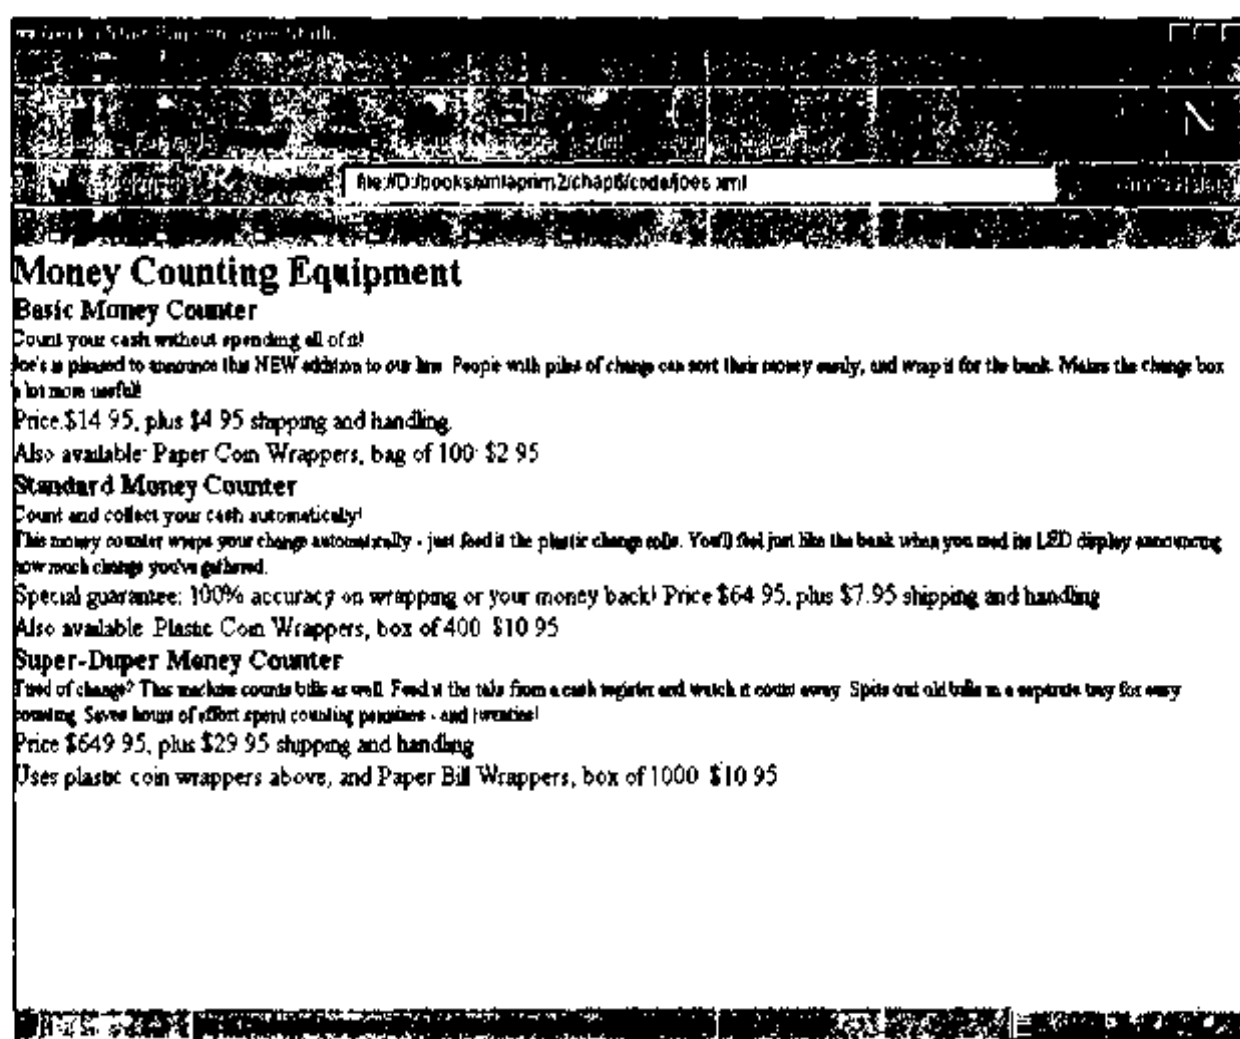 file:///D:/books/xmlaprim2/chap6/code/joes.xml
Money Counting Equipment
Basic Money Counter
Count your cash without spending all of it!
Joe's is pleased to announce this NEW addition to our line. People with piles of change can sort their money easily, and wrap it for the bank. Makes the change box
a lot more useful!
Price:$14.95, plus $4.95 shipping and handling.
Also available: Paper Coin Wrappers, bag of 100: $2.95
Standard Money Counter
Count and collect your cash automatically!
This money counter wraps your change automatically - just feed it the plastic change rolls. You'll feel just like the bank when you read its LED display announcing
how much change you've gathered.
Special guarantee: 100% accuracy on wrapping or your money back! Price $64.95, plus $7.95 shipping and handling
Also available: Plastic Coin Wrappers, box of 400: $10.95
Super-Duper Money Counter
Tired of change? This machine counts bills as well. Feed it the take from a cash register and watch it count away. Spits out old bills in a separate tray for easy
counting. Saves hours of effort spent counting pennies - and twenties!
Price $649.95, plus $29.95 shipping and handling
Uses plastic coin wrappers above, and Paper Bill Wrappers, box of 1000: $10.95